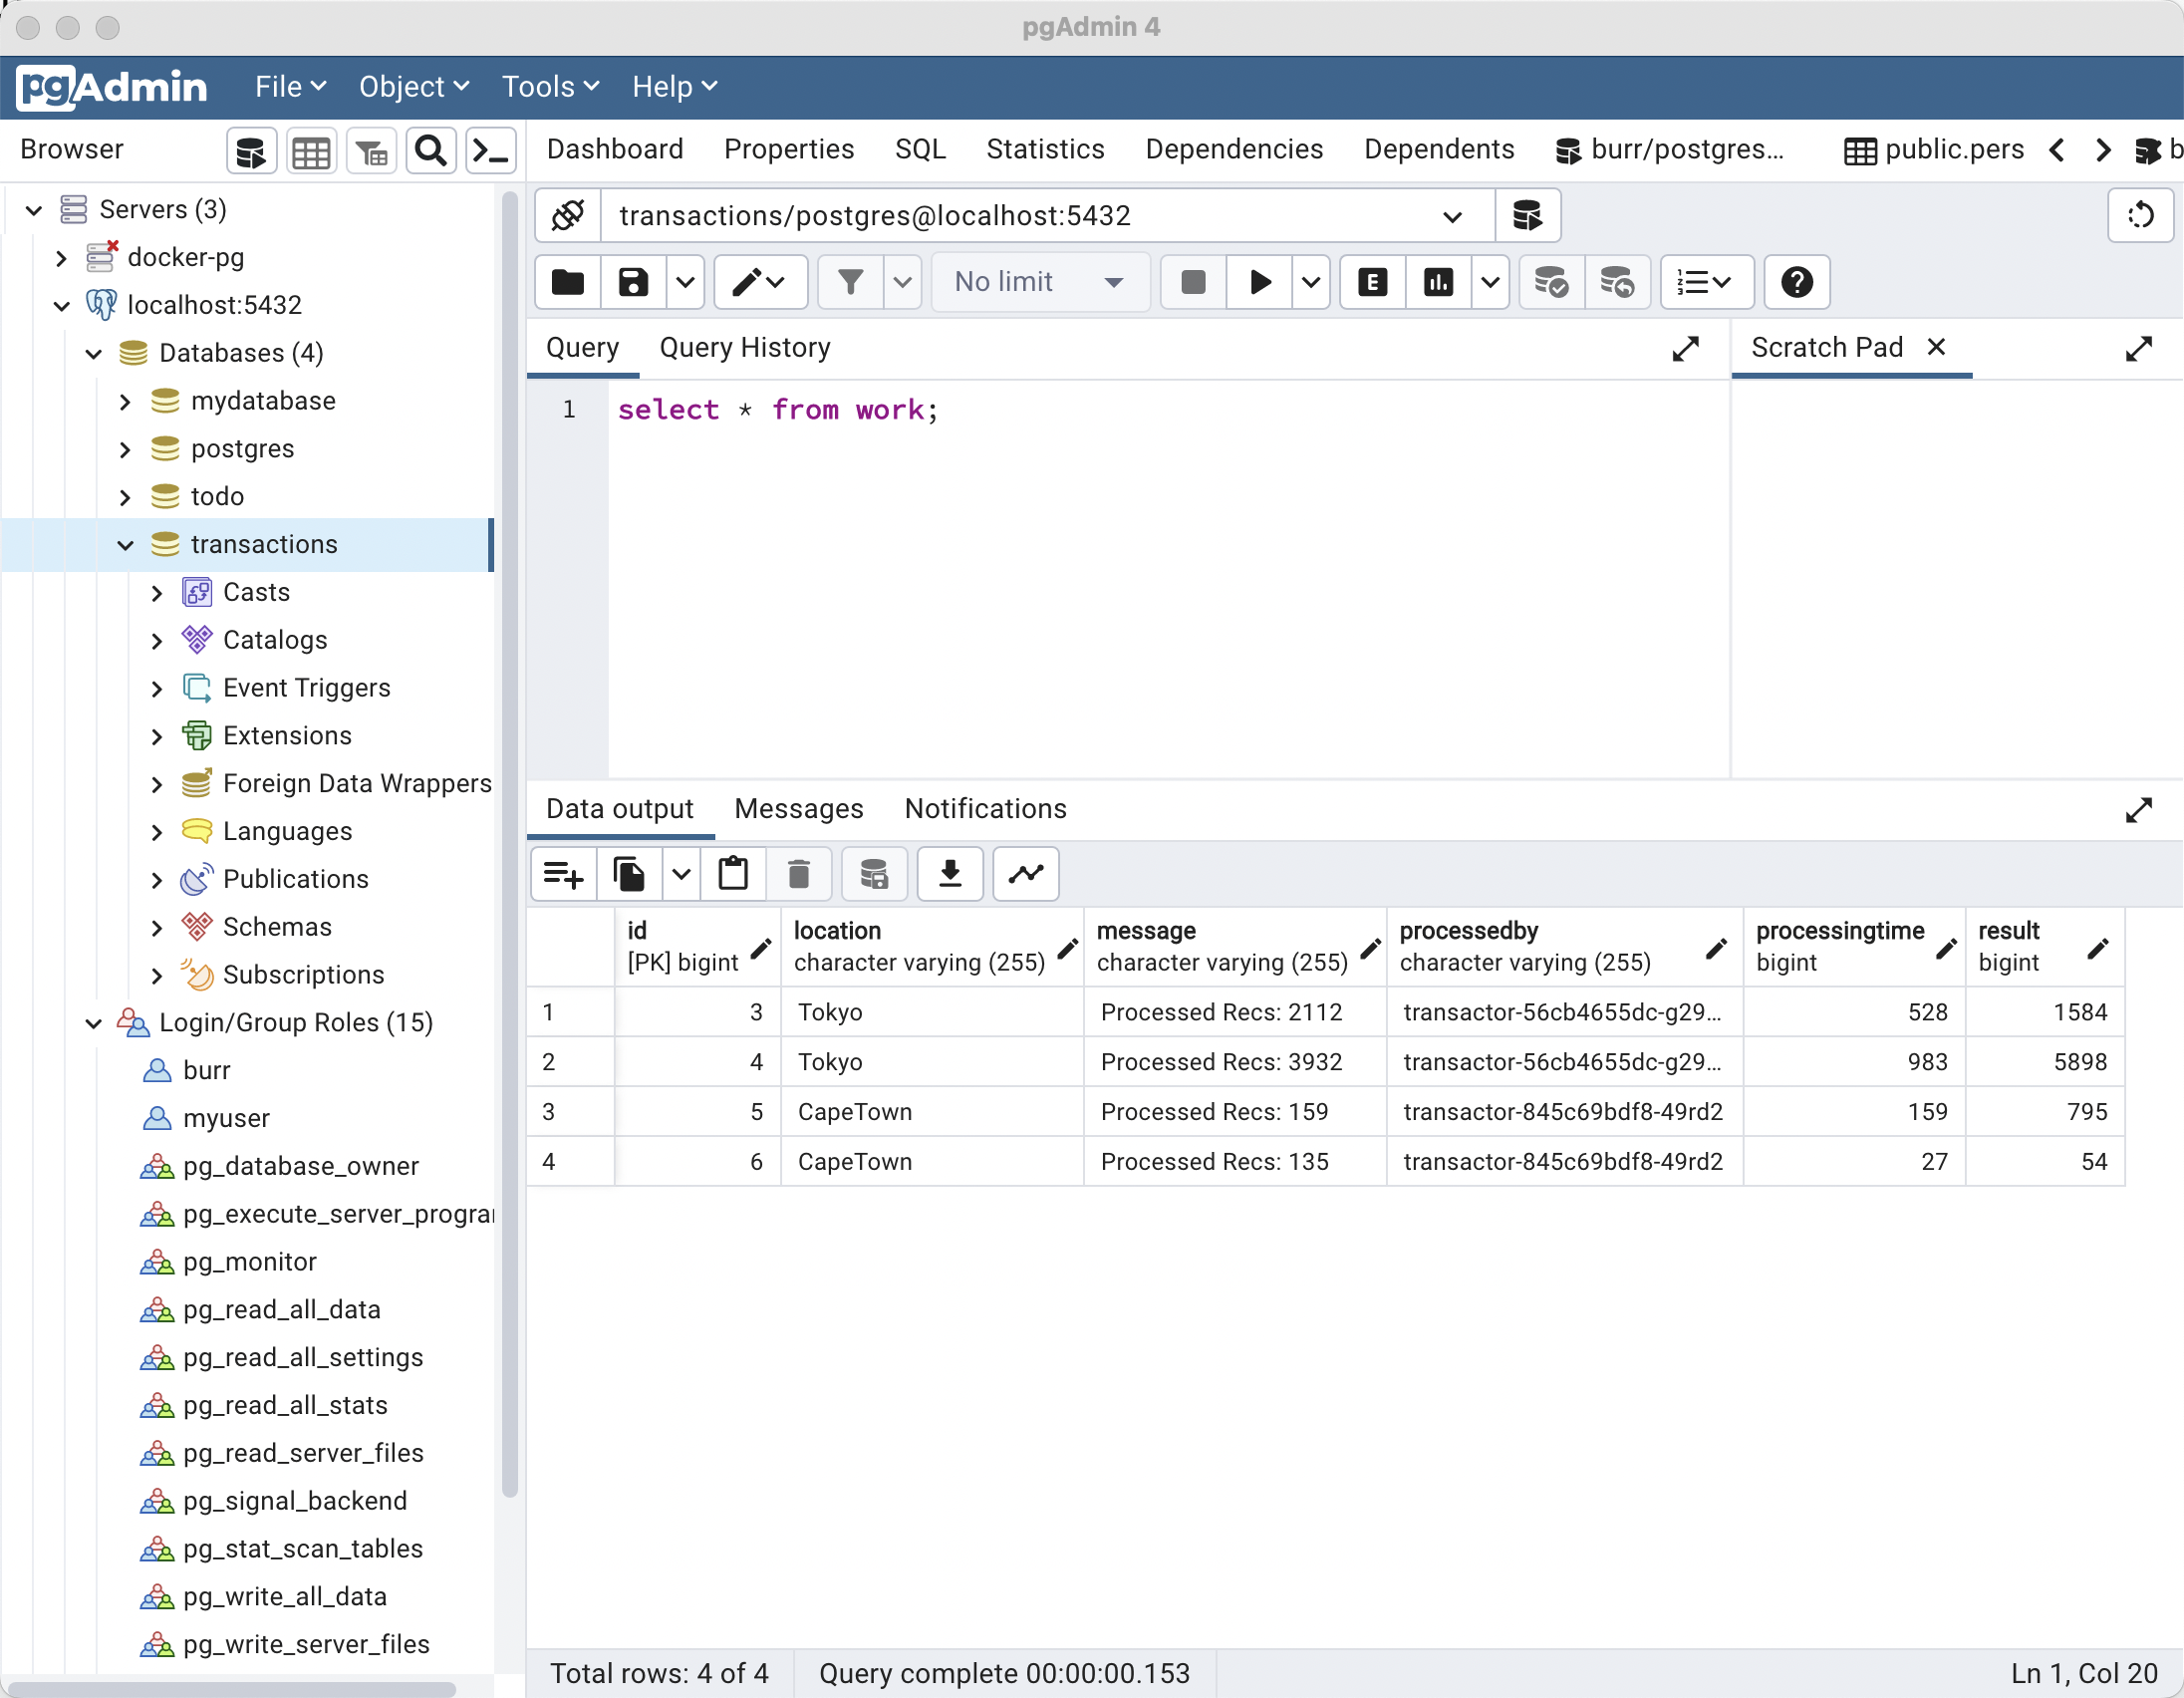 pgAdmin 4
pgAdmin File Object Tools Help
Browser
Dashboard Properties SQL Statistics Dependencies Dependents burr/postgres... public.pers b
Servers (3)
docker-pg
localhost:5432
Databases (4)
mydatabase
postgres
todo
transactions
Casts
Catalogs
Event Triggers
Extensions
Foreign Data Wrappers
Languages
Publications
Schemas
Subscriptions
Login/Group Roles (15)
burr
myuser
pg_database_owner
pg_execute_server_progra
pg_monitor
pg_read_all_data
pg_read_all_settings
pg_read_all_stats
pg_read_server_files
pg_signal_backend
pg_stat_scan_tables
pg_write_all_data
pg_write_server_files
transactions/postgres@localhost:5432
No limit E
Query Query History Scratch Pad
1 select * from work;
Data output Messages Notifications
id location message processedby processingtime result
[PK] bigint character varying (255) character varying (255) character varying (255) bigint bigint
1 3 Tokyo Processed Recs: 2112 transactor-56cb4655dc-g29... 528 1584
2 4 Tokyo Processed Recs: 3932 transactor-56cb4655dc-g29... 983 5898
3 5 CapeTown Processed Recs: 159 transactor-845c69bdf8-49rd2 159 795
4 6 CapeTown Processed Recs: 135 transactor-845c69bdf8-49rd2 27 54
Total rows: 4 of 4 Query complete 00:00:00.153 Ln 1, Col 20